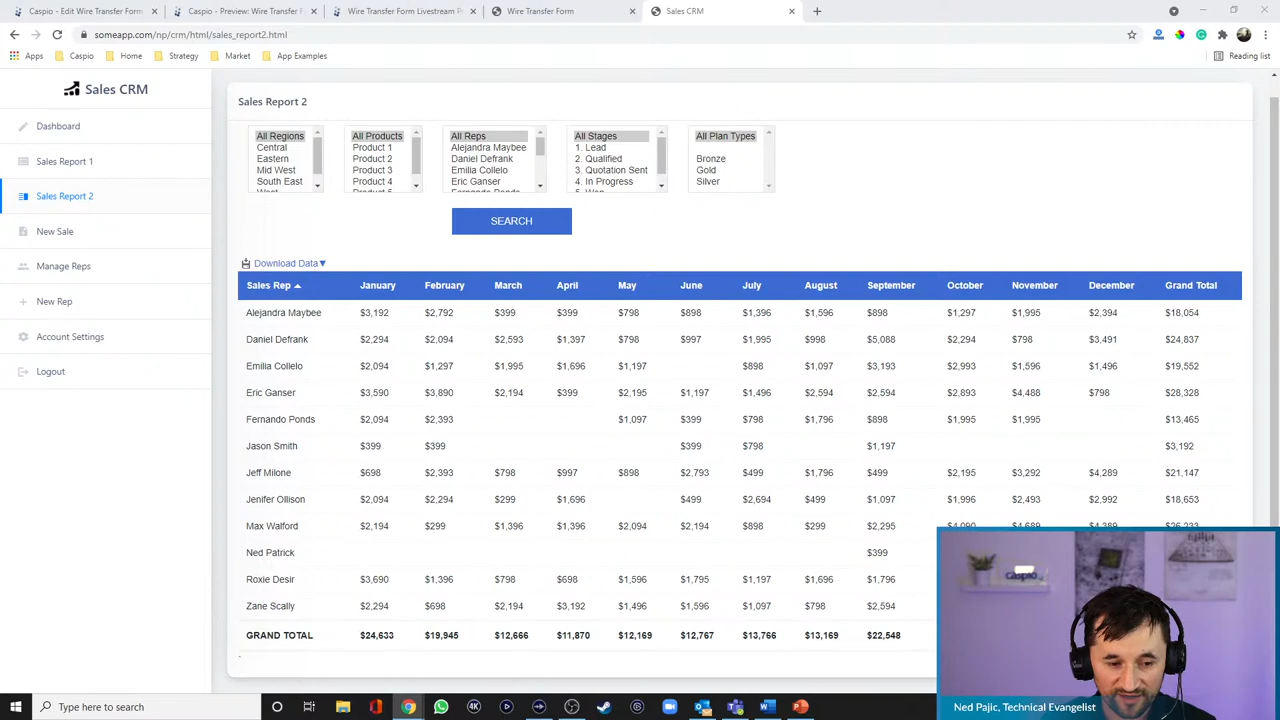 Caspio - Edit Wire Transfer Form
Caspio - Preview: Wire Transfer F
Wire Transfer Form Livestream P
Wire Transfer Form
Sales CRM
someapp.com/np/crm/html/sales_report2.html
Apps Caspio Home Strategy Market App Examples Reading list
Sales CRM
Dashboard
Sales Report 1
Sales Report 2
New Sale
Manage Reps
New Rep
Account Settings
Logout
Sales Report 2
All Regions
Central
Eastern
Mid West
South East
West
All Products
Product 1
Product 2
Product 3
Product 4
Product 5
All Reps
Alejandra Maybee
Daniel Defrank
Emilia Collelo
Eric Ganser
Fernando Ponds
All Stages
1. Lead
2. Qualified
3. Quotation Sent
4. In Progress
5. Won
All Plan Types
Bronze
Gold
Silver
SEARCH
Download Data▼
Sales Rep January February March April May June July August September October November December Grand Total
Alejandra Maybee $3,192 $2,792 $399 $399 $798 $898 $1,396 $1,596 $898 $1,297 $1,995 $2,394 $18,054
Daniel Defrank $2,294 $2,094 $2,593 $1,397 $798 $997 $1,995 $998 $5,088 $2,294 $798 $3,491 $24,837
Emilia Collelo $2,094 $1,297 $1,995 $1,696 $1,197 $898 $1,097 $3,193 $2,993 $1,596 $1,496 $19,552
Eric Ganser $3,590 $3,890 $2,194 $399 $2,195 $1,197 $1,496 $2,594 $2,594 $2,893 $4,488 $798 $28,328
Fernando Ponds $2,094 $2,393 $1,097 $399 $798 $1,796 $898 $1,995 $1,995 $13,465
Jason Smith $399 $399 $399 $798 $1,197 $3,192
Jeff Milone $698 $2,393 $798 $997 $898 $2,793 $499 $1,796 $499 $2,195 $3,292 $4,289 $21,147
Jenifer Ollison $2,094 $2,294 $299 $1,696 $499 $2,694 $499 $1,097 $1,996 $2,493 $2,992 $18,653
Max Walford $2,194 $299 $1,396 $1,396 $2,094 $2,194 $898 $299 $2,295 $4,090 $4,689 $4,389 $26,233
Ned Patrick $399
Roxie Desir $3,690 $1,396 $798 $698 $1,596 $1,795 $1,197 $1,696 $1,796
Zane Scally $2,294 $698 $2,194 $3,192 $1,496 $1,596 $1,097 $798 $2,594
GRAND TOTAL $24,633 $19,945 $12,666 $11,870 $12,169 $12,767 $13,766 $13,169 $22,548
caspio
Ned Pajic, Technical Evangelist
Type here to search